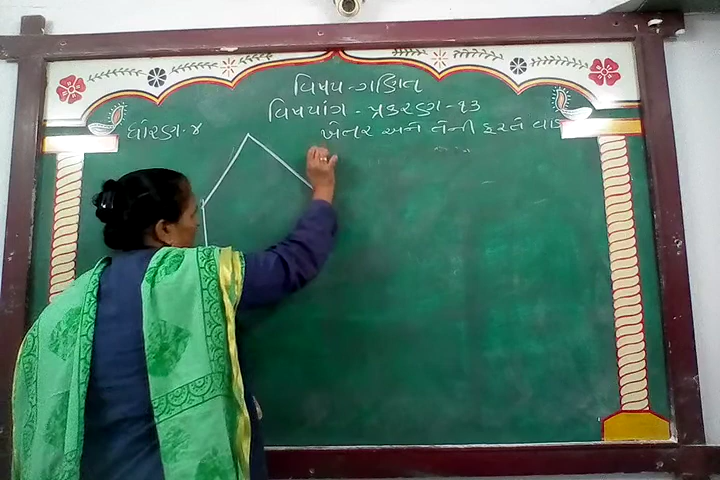 વિષય-ગણિત
વિષયાંગ-પ્રકરણ-૧૩
ધોરણ-૪
ખેતર અને તેની ફરતે વાડ